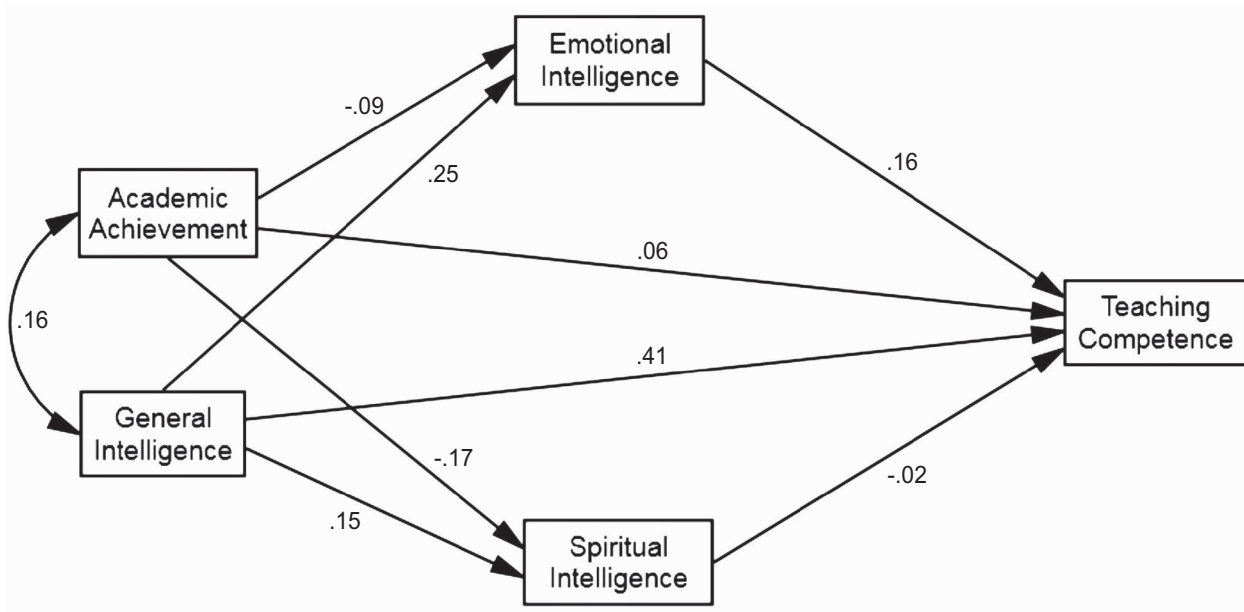 Emotional
Intelligence
-.09
.25
.16
Academic
Achievement
.06
Teaching
Competence
.16
.41
General
Intelligence
-.17
-.02
.15
Spiritual
Intelligence